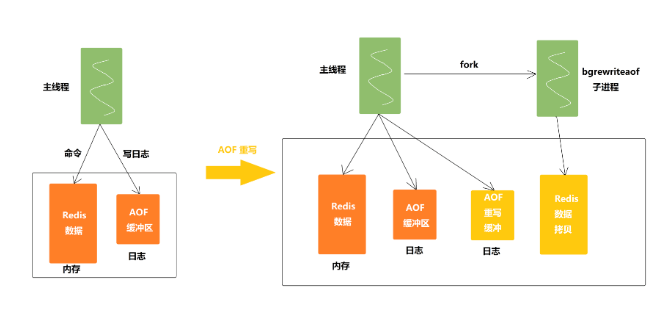 主线程
命令
写日志
Redis
数据
AOF
缓冲区
内存
日志
AOF 重写
主线程
fork
bgrewriteaof
子进程
Redis
数据
AOF
缓冲区
AOF
重写
缓冲
Redis
数据
拷贝
内存
日志
日志